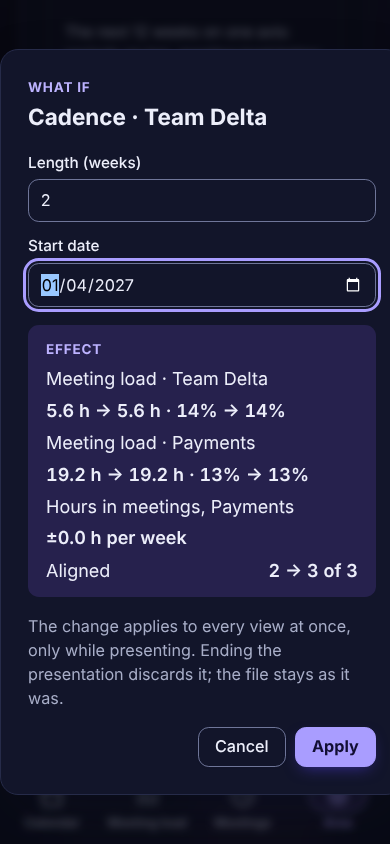 WHAT IF
Cadence · Team Delta
Length (weeks)
2
Start date
01/04/2027
EFFECT
Meeting load · Team Delta
5.6 h → 5.6 h · 14% → 14%
Meeting load · Payments
19.2 h → 19.2 h · 13% → 13%
Hours in meetings, Payments
±0.0 h per week
Aligned 2 → 3 of 3
The change applies to every view at once,
only while presenting. Ending the
presentation discards it; the file stays as it
was.
Cancel Apply